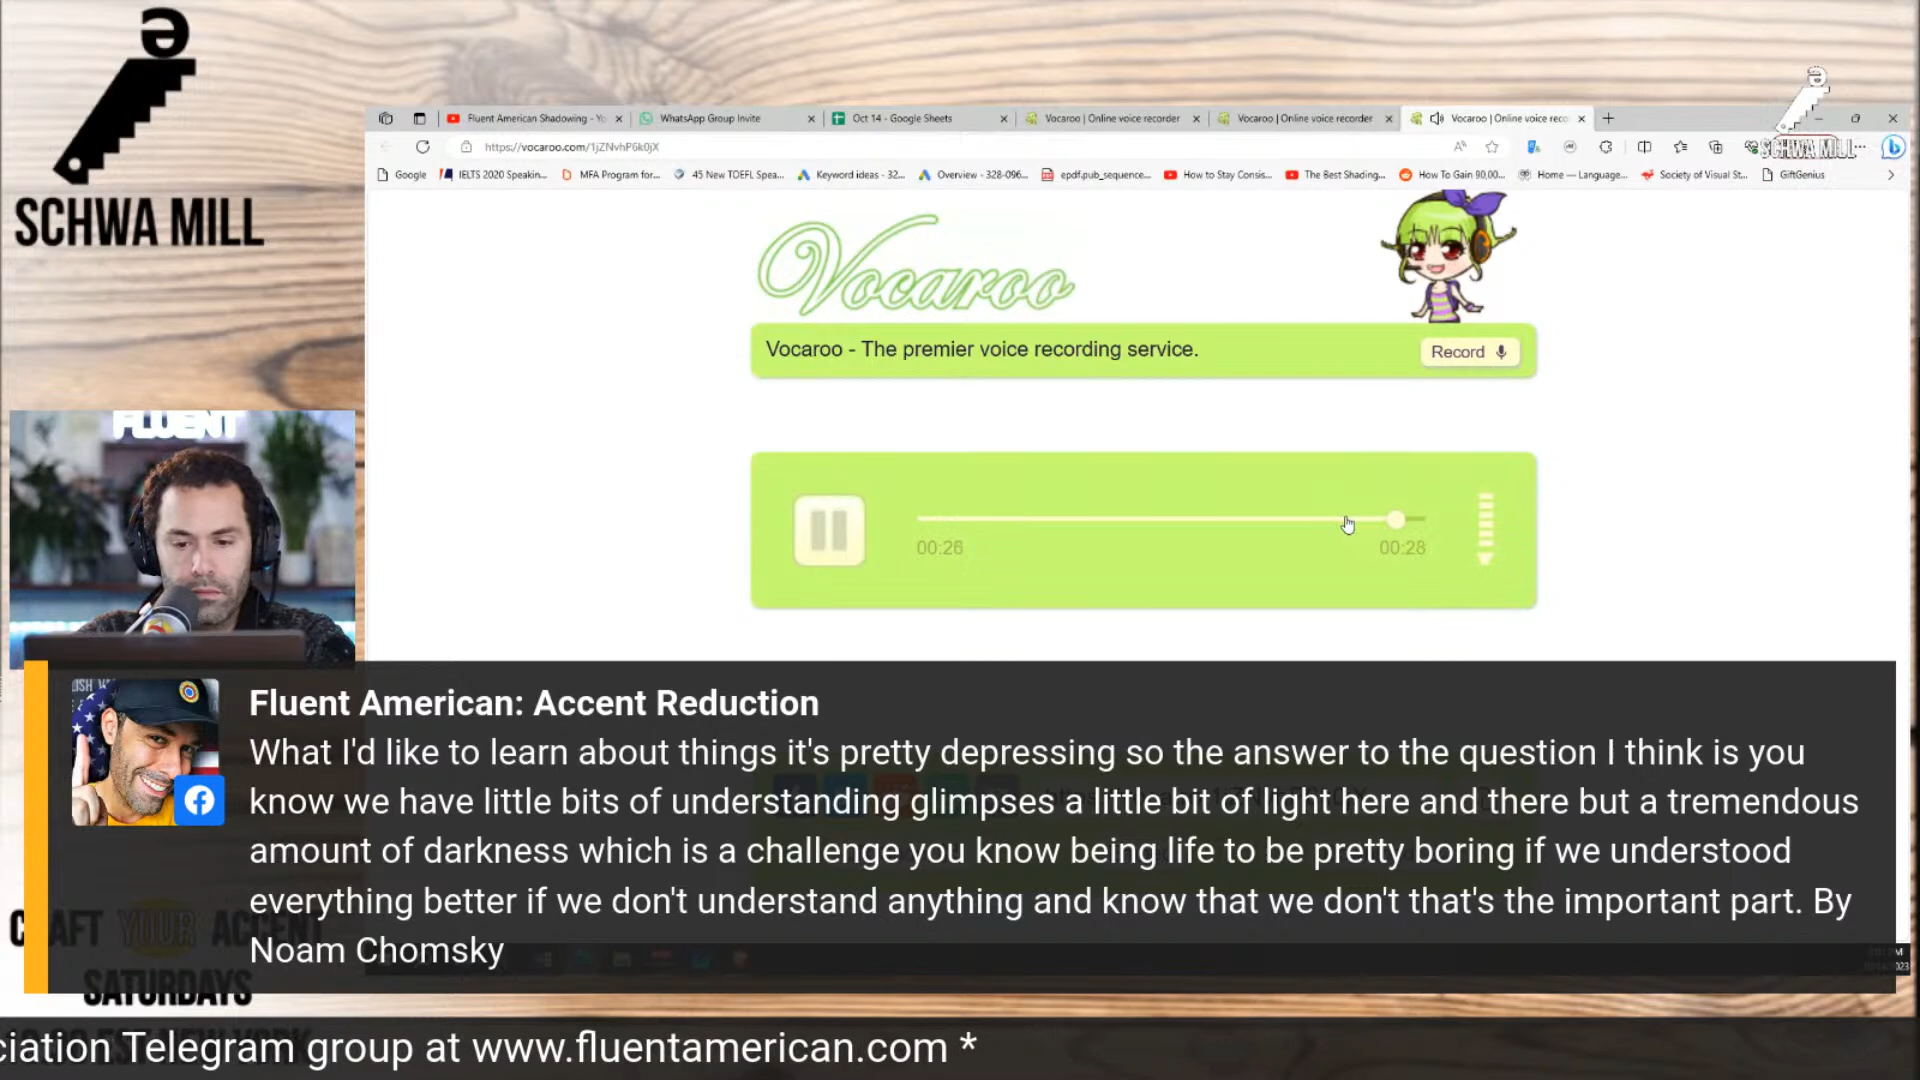 ə
SCHWA MILL
Fluent American Shadowing - Yo
WhatsApp Group Invite
Oct 14 - Google Sheets
Vocaroo | Online voice recorder
Vocaroo | Online voice recorder
Vocaroo | Online voice reco
https://vocaroo.com/1jZNvhP6k0jX
SCHWA MILL
Google
IELTS 2020 Speakin...
MFA Program for...
45 New TOEFL Spea...
Keyword ideas - 32...
Overview - 328-096...
epdf.pub_sequence...
How to Stay Consis...
The Best Shading...
How To Gain 90,00...
Home — Language...
Society of Visual St...
GiftGenius
Vocaroo
Vocaroo - The premier voice recording service.
Record
FLUENT
00:26
00:28
Fluent American: Accent Reduction
What I'd like to learn about things it's pretty depressing so the answer to the question I think is you
know we have little bits of understanding glimpses a little bit of light here and there but a tremendous
amount of darkness which is a challenge you know being life to be pretty boring if we understood
everything better if we don't understand anything and know that we don't that's the important part. By
Noam Chomsky
CRAFT YOUR ACCENT
SATURDAYS
ciation Telegram group at www.fluentamerican.com *